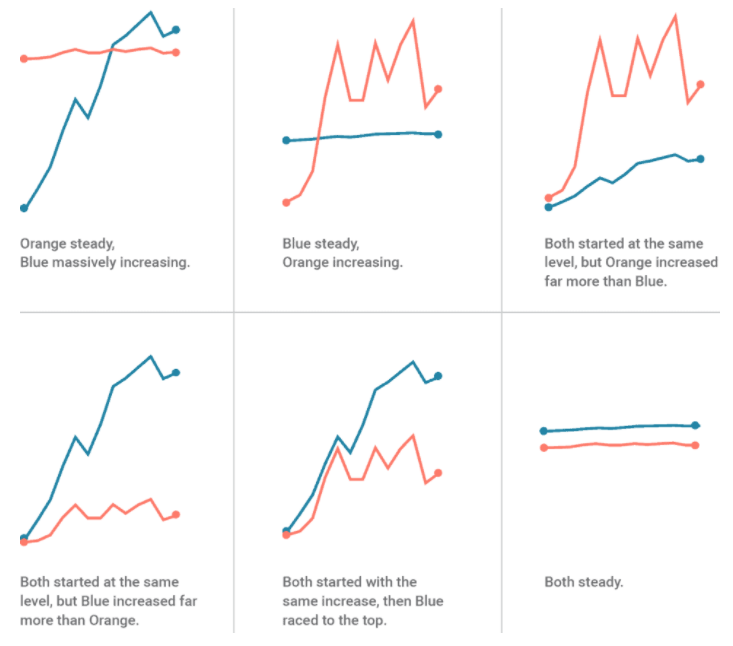 Orange steady,
Blue massively increasing.
Blue steady,
Orange increasing.
Both started at the same
level, but Orange increased
far more than Blue.
Both started at the same
level, but Blue increased far
more than Orange.
Both started with the
same increase, then Blue
raced to the top.
Both steady.